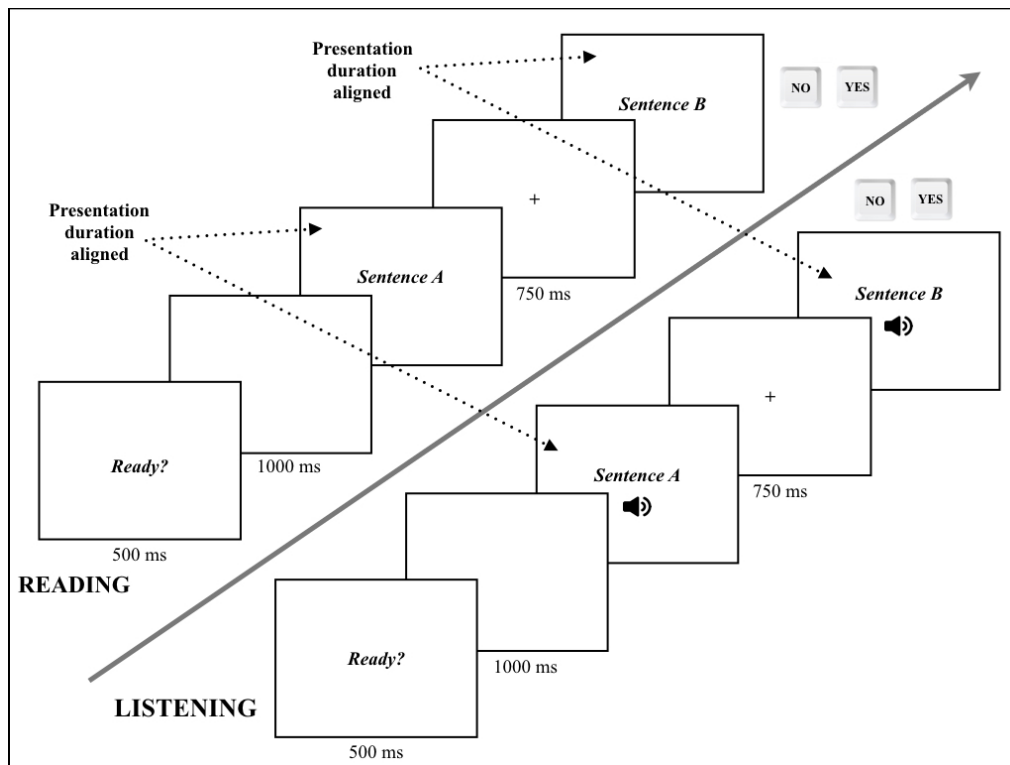 Presentation
duration
aligned
Sentence B
NO YES
+
750 ms
Presentation
duration
aligned
Sentence A
1000 ms
Ready?
500 ms
READING
NO YES
Sentence B
+
750 ms
Sentence A
1000 ms
Ready?
500 ms
LISTENING